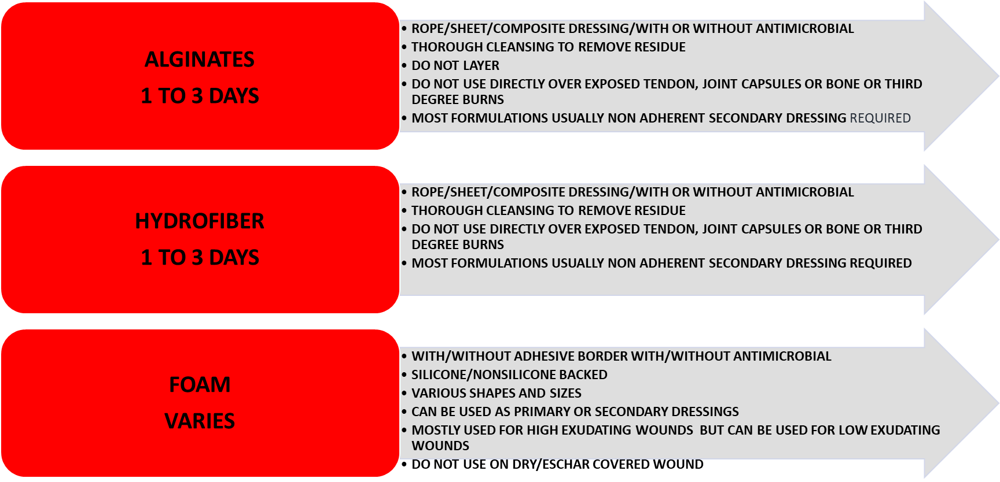 ALGINATES
1 TO 3 DAYS
• ROPE/SHEET/COMPOSITE DRESSING/WITH OR WITHOUT ANTIMICROBIAL
• THOROUGH CLEANSING TO REMOVE RESIDUE
• DO NOT LAYER
• DO NOT USE DIRECTLY OVER EXPOSED TENDON, JOINT CAPSULES OR BONE OR THIRD
DEGREE BURNS
• MOST FORMULATIONS USUALLY NON ADHERENT SECONDARY DRESSING REQUIRED
HYDROFIBER
1 TO 3 DAYS
• ROPE/SHEET/COMPOSITE DRESSING/WITH OR WITHOUT ANTIMICROBIAL
• THOROUGH CLEANSING TO REMOVE RESIDUE
• DO NOT USE DIRECTLY OVER EXPOSED TENDON, JOINT CAPSULES OR BONE OR THIRD
DEGREE BURNS
• MOST FORMULATIONS USUALLY NON ADHERENT SECONDARY DRESSING REQUIRED
FOAM
VARIES
• WITH/WITHOUT ADHESIVE BORDER WITH/WITHOUT ANTIMICROBIAL
• SILICONE/NONSILICONE BACKED
• VARIOUS SHAPES AND SIZES
• CAN BE USED AS PRIMARY OR SECONDARY DRESSINGS
• MOSTLY USED FOR HIGH EXUDATING WOUNDS  BUT CAN BE USED FOR LOW EXUDATING
WOUNDS
• DO NOT USE ON DRY/ESCHAR COVERED WOUND